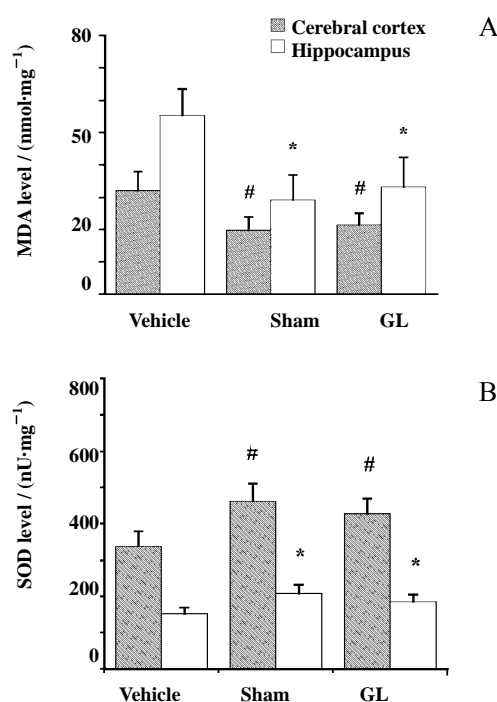 A
Cerebral cortex
Hippocampus
80
50
20
0
MDA level / (nmol·mg⁻¹)
# * # *
Vehicle Sham GL
B
800
600
400
200
0
SOD level / (nU·mg⁻¹)
# * # *
Vehicle Sham GL